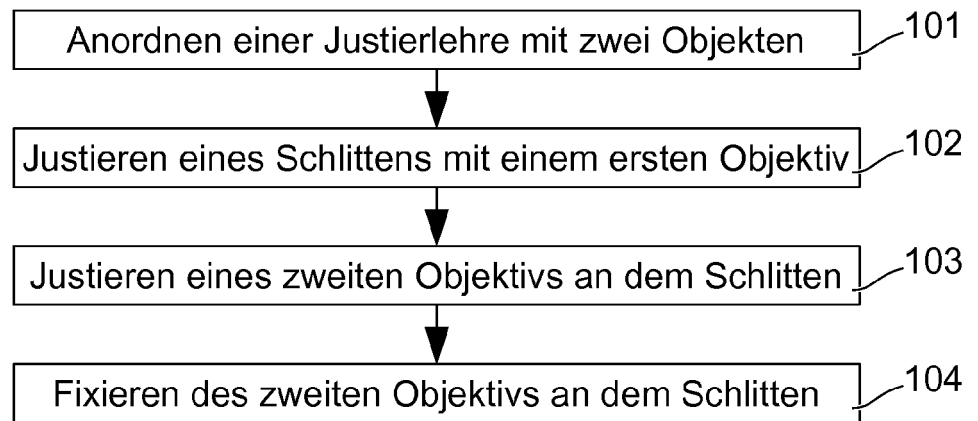 Anordnen einer Justierlehre mit zwei Objekten
101
Justieren eines Schlittens mit einem ersten Objektiv
102
Justieren eines zweiten Objektivs an dem Schlitten
103
Fixieren des zweiten Objektivs an dem Schlitten
104